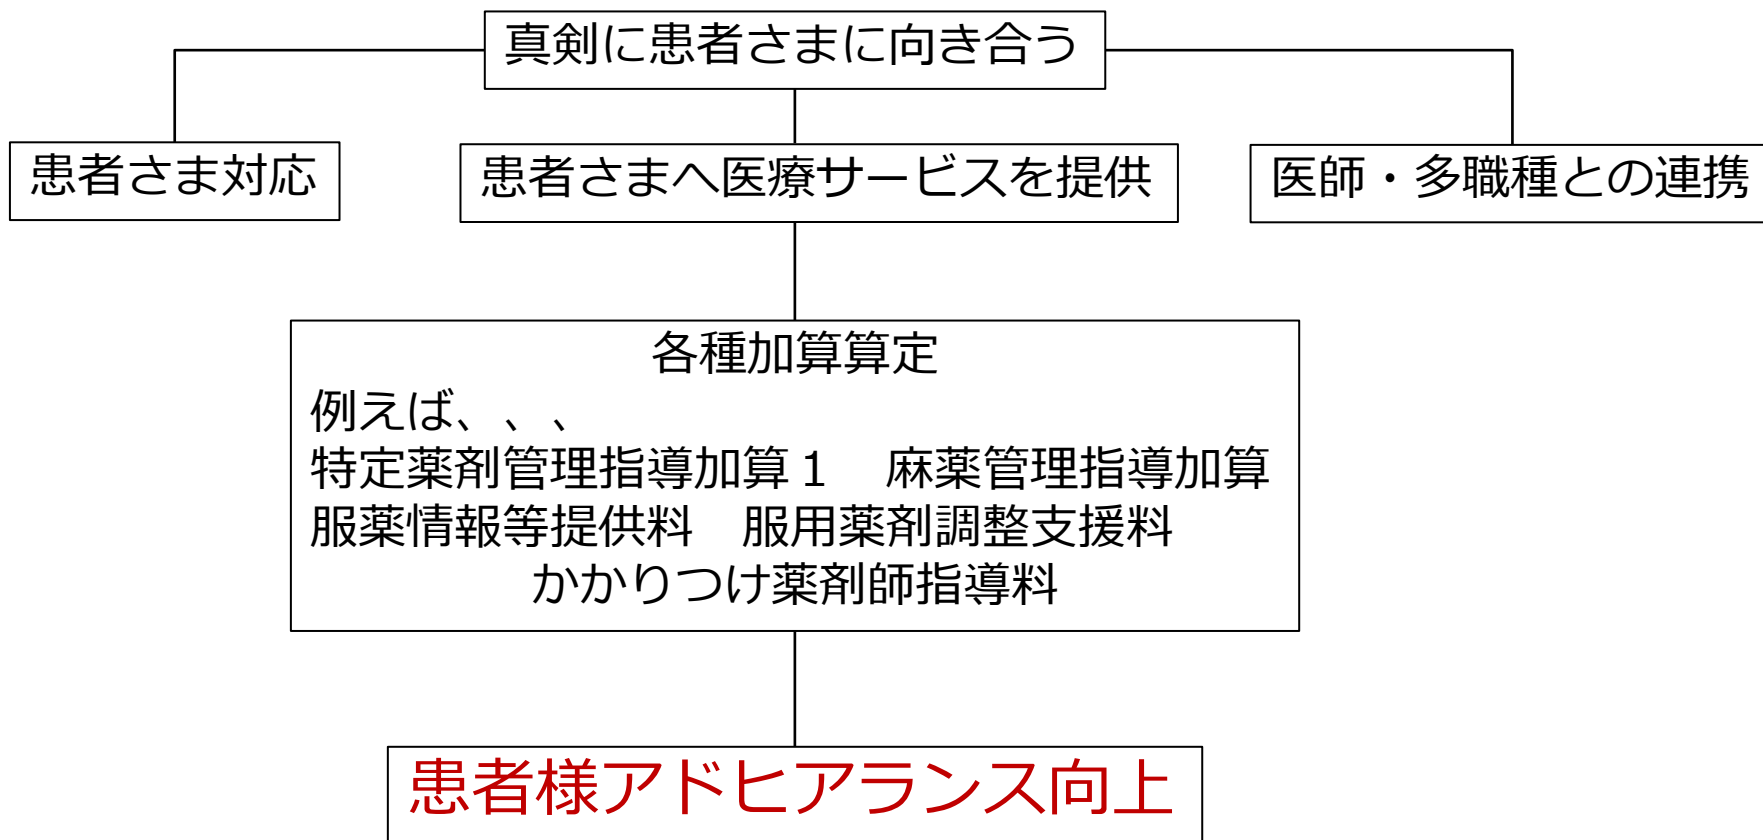 真剣に患者さまに向き合う
患者さま対応
患者さまへ医療サービスを提供
医師・多職種との連携
各種加算算定
例えば、、、
特定薬剤管理指導加算１　麻薬管理指導加算
服薬情報等提供料　服用薬剤調整支援料
かかりつけ薬剤師指導料
患者様アドヒアランス向上